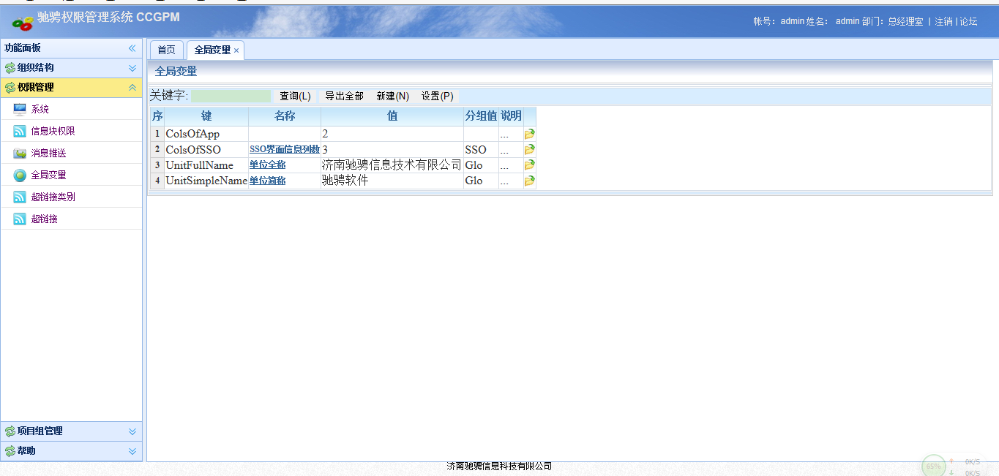 驰骋权限管理系统 CCGPM
帐号: admin 姓名: admin 部门: 总经理室 | 注销 | 论坛
功能面板
组织结构
权限管理
系统
信息块权限
消息推送
全局变量
超链接类别
超链接
项目组管理
帮助
首页 全局变量 ×
全局变量
关键字: 查询(L) 导出全部 新建(N) 设置(P)
序 键 名称 值 分组值 说明
1 ColsOfApp 2 ...
2 ColsOfSSO SSO界面信息列数 3 SSO ...
3 UnitFullName 单位全称 济南驰骋信息技术有限公司 Glo ...
4 UnitSimpleName 单位简称 驰骋软件 Glo ...
济南驰骋信息科技有限公司
65% 0K/S
0K/S